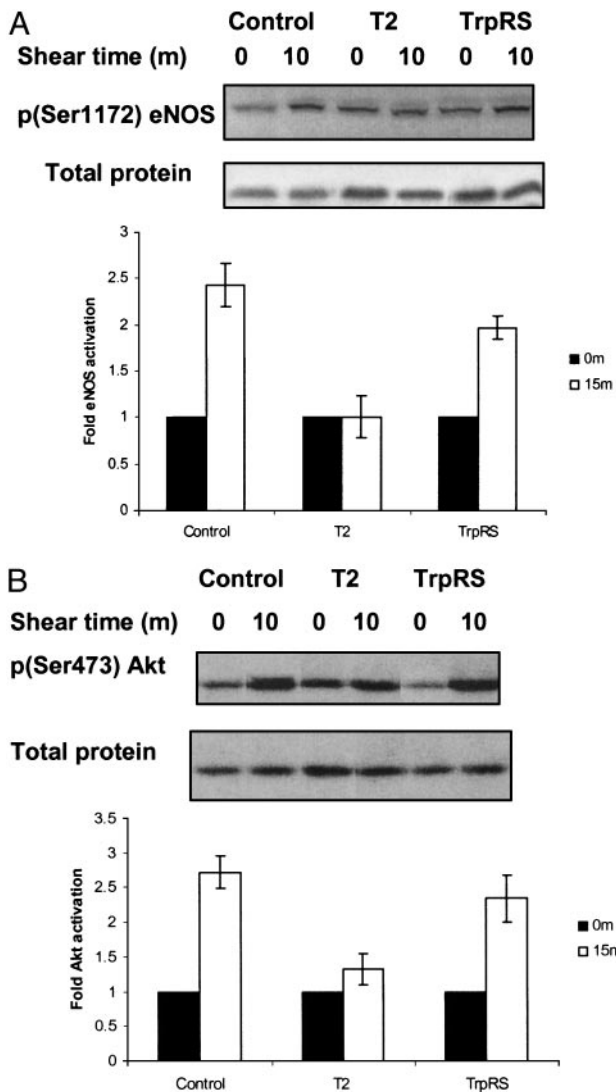 A
Control T2 TrpRS
Shear time (m) 0 10 0 10 0 10
p(Ser1172) eNOS
Total protein
3
2.5
2
1.5
1
0.5
0
Fold eNOS activation
0m
15m
Control T2 TrpRS
B
Control T2 TrpRS
Shear time (m) 0 10 0 10 0 10
p(Ser473) Akt
Total protein
3.5
3
2.5
2
1.5
1
0.5
0
Fold Akt activation
0m
15m
Control T2 TrpRS